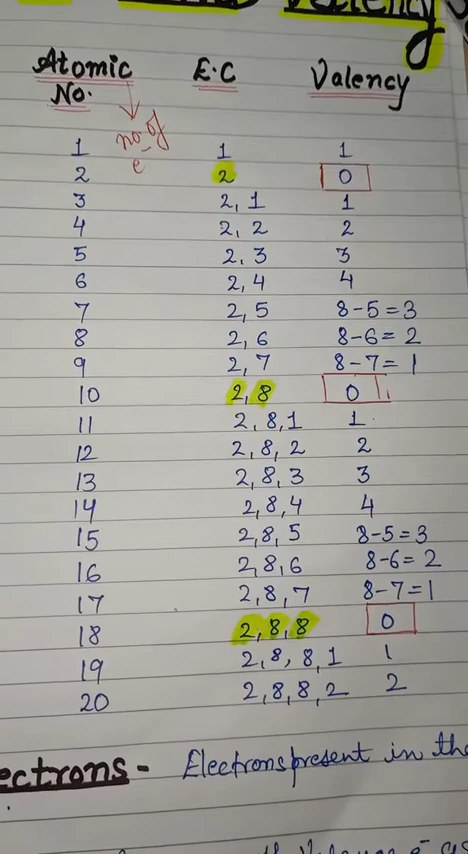 Valency
Atomic No. E.C Valency
no. of e-
1 1 1
2 2 0
3 2, 1 1
4 2, 2 2
5 2, 3 3
6 2, 4 4
7 2, 5 8-5=3
8 2, 6 8-6=2
9 2, 7 8-7=1
10 2, 8 0
11 2, 8, 1 1
12 2, 8, 2 2
13 2, 8, 3 3
14 2, 8, 4 4
15 2, 8, 5 8-5=3
16 2, 8, 6 8-6=2
17 2, 8, 7 8-7=1
18 2, 8, 8 0
19 2, 8, 8, 1 1
20 2, 8, 8, 2 2
ectrons - Electrons present in the